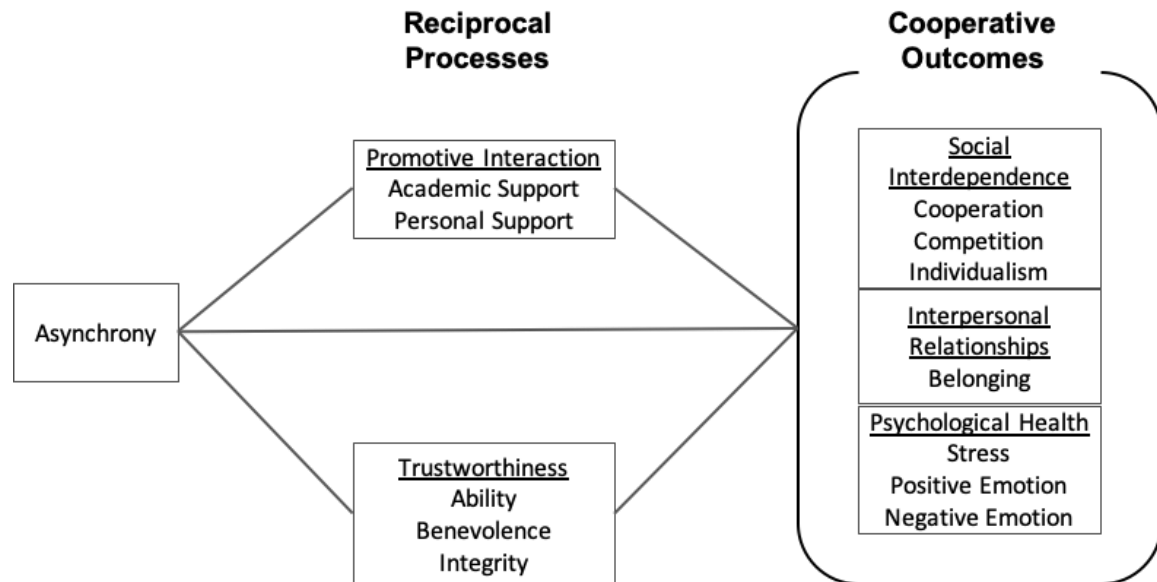 Reciprocal
Processes
Cooperative
Outcomes
Promotive Interaction
Academic Support
Personal Support
Asynchrony
Trustworthiness
Ability
Benevolence
Integrity
Social
Interdependence
Cooperation
Competition
Individualism
Interpersonal
Relationships
Belonging
Psychological Health
Stress
Positive Emotion
Negative Emotion